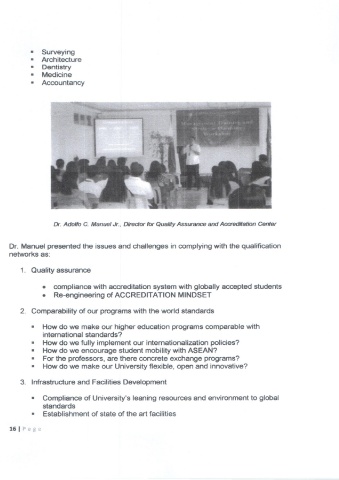 ▪ Surveying
▪ Architecture
▪ Dentistry
▪ Medicine
▪ Accountancy
Dr. Adolfo C. Manuel Jr., Director for Quality Assurance and Accreditation Center
Dr. Manuel presented the issues and challenges in complying with the qualification
networks as:
1. Quality assurance
• compliance with accreditation system with globally accepted students
• Re-engineering of ACCREDITATION MINDSET
2. Comparability of our programs with the world standards
▪ How do we make our higher education programs comparable with
international standards?
▪ How do we fully implement our internationalization policies?
▪ How do we encourage student mobility with ASEAN?
▪ For the professors, are there concrete exchange programs?
▪ How do we make our University flexible, open and innovative?
3. Infrastructure and Facilities Development
▪ Compliance of University's leaning resources and environment to global
standards
▪ Establishment of state of the art facilities
16 | Page